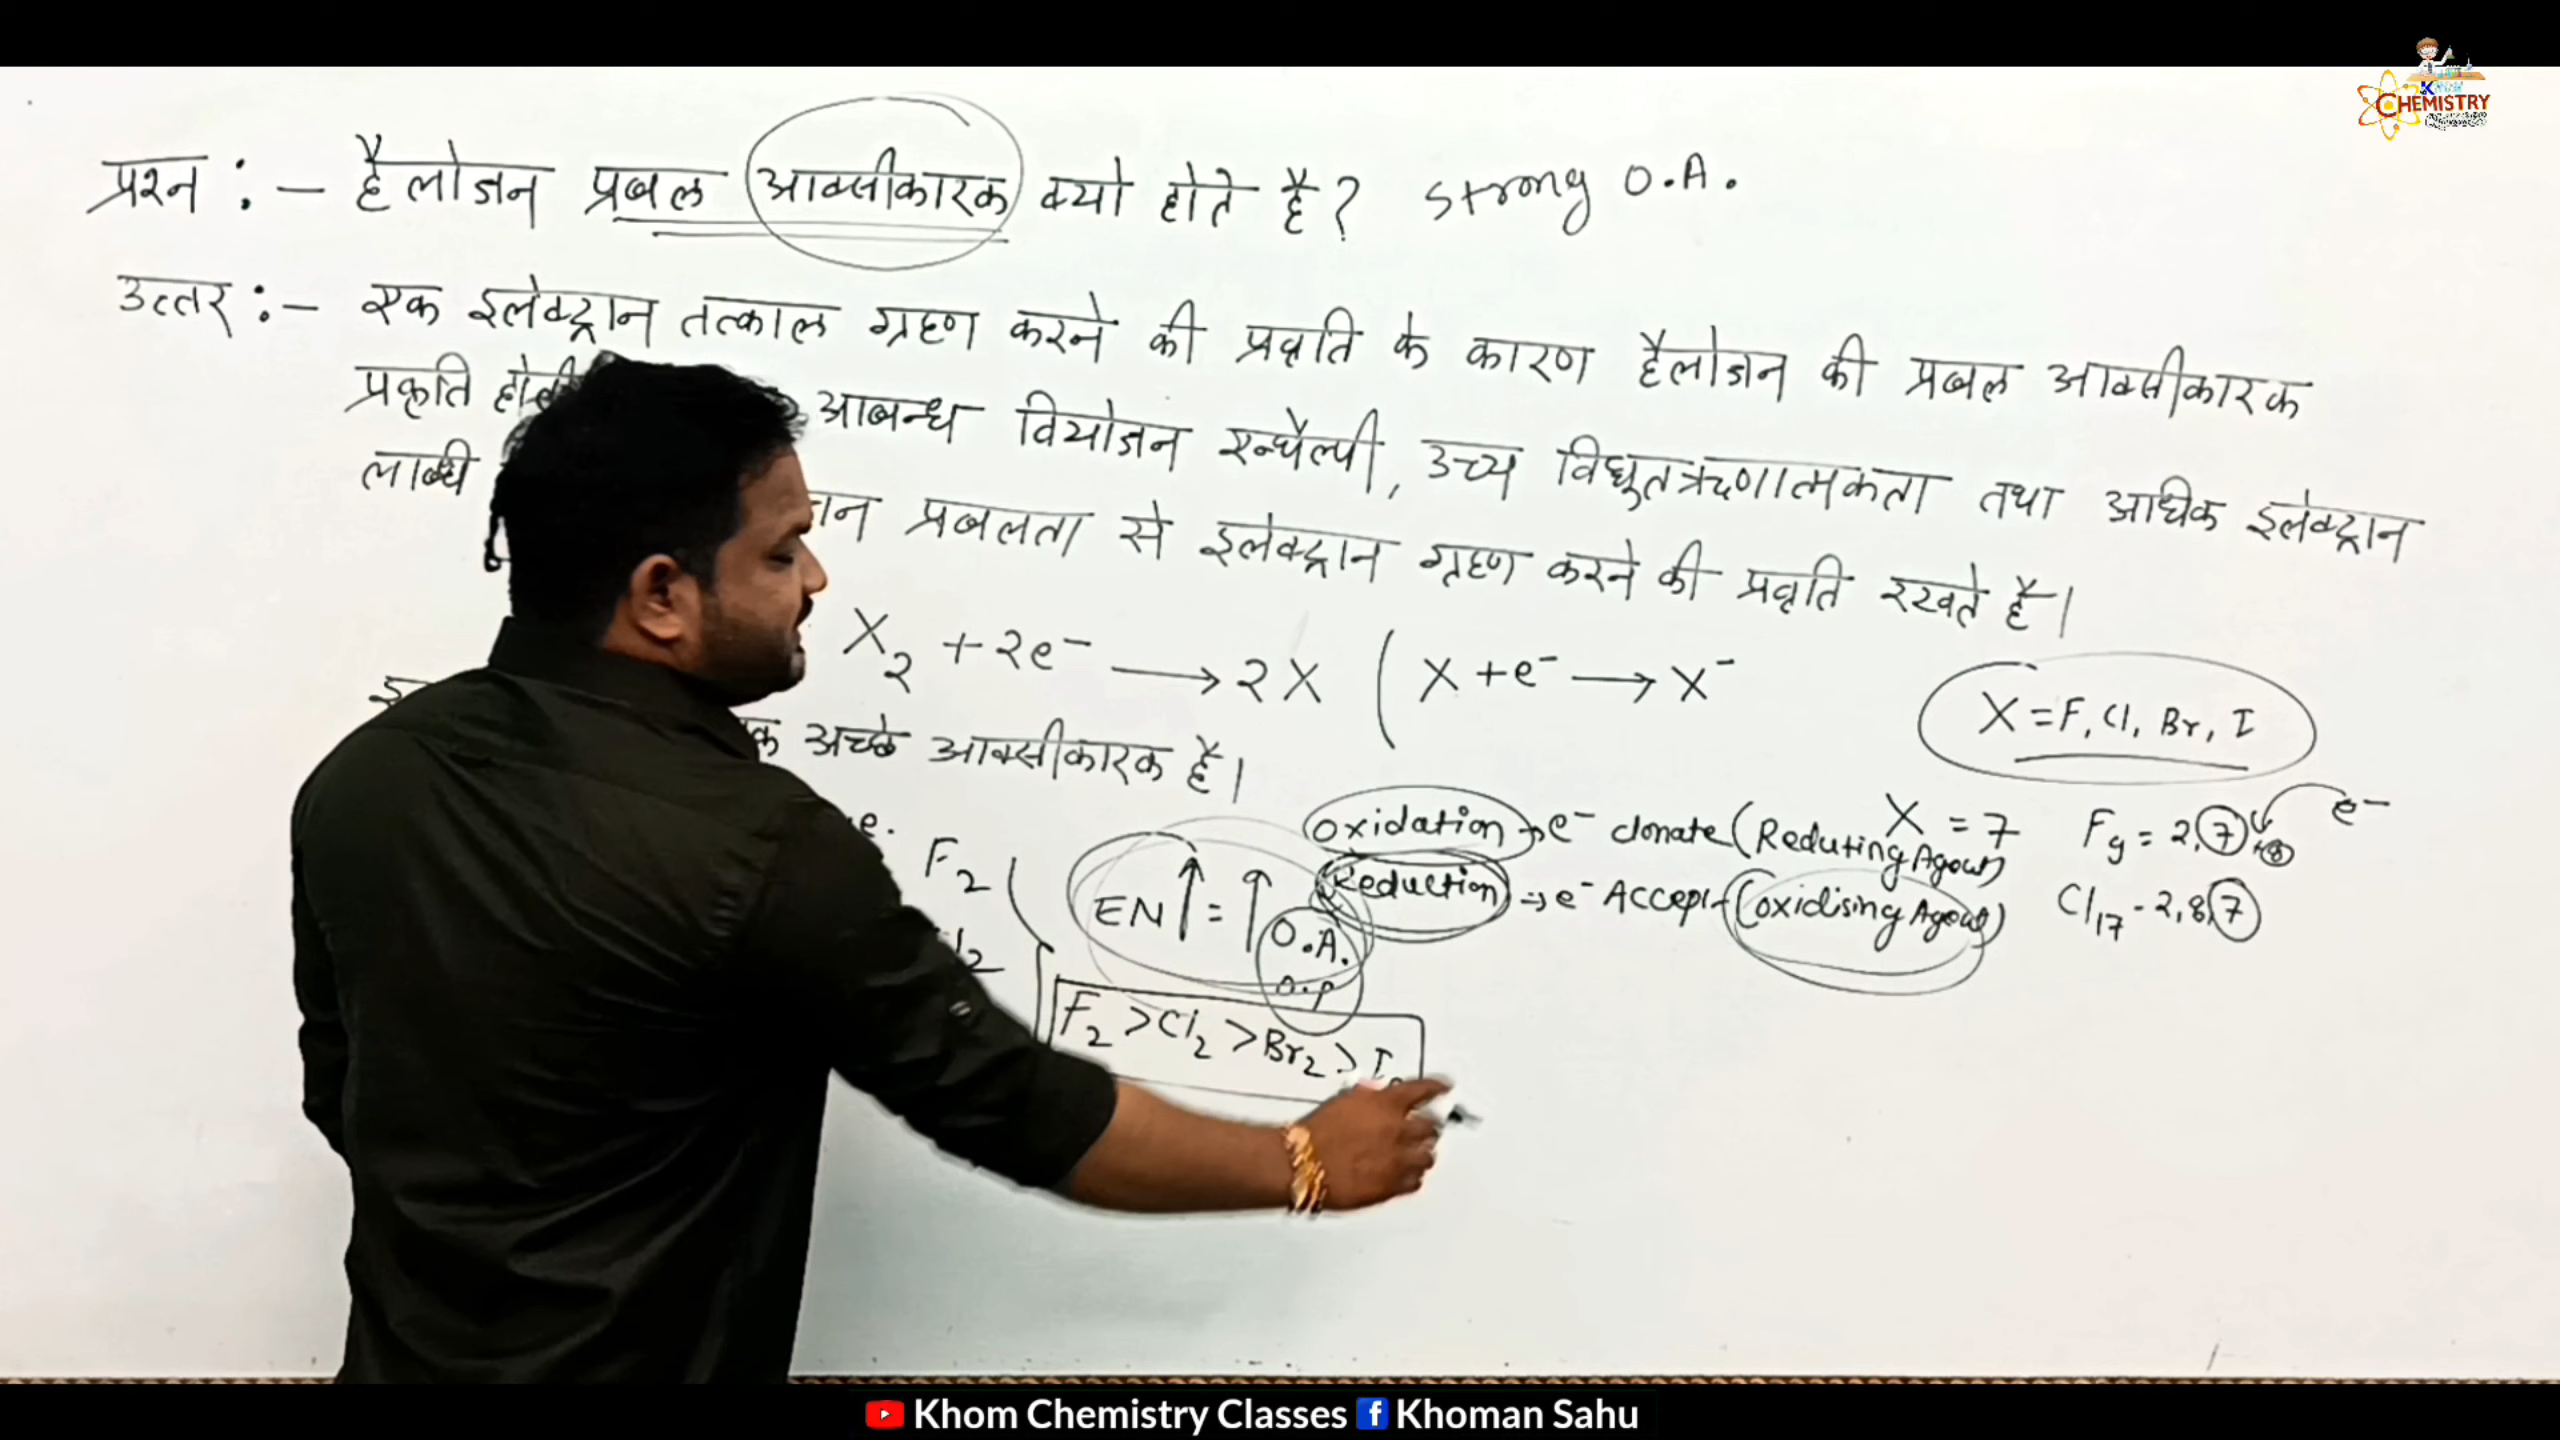 प्रश्न :- हैलोजन प्रबल आक्सीकारक क्यो होते है? strong O.A.
उत्तर :- एक इलेक्ट्रान तत्काल ग्रहण करने की प्रवृति के कारण हैलोजन की प्रबल आक्सीकारक
प्रकृति होती आबन्ध वियोजन एन्थैल्पी, उच्च विधुतऋणात्मकता तथा अधिक इलेक्ट्रान
लाब्धी प्रबलता से इलेक्ट्रान ग्रहण करने की प्रवृति रखते है।
X₂ + 2e⁻ ⟶ 2X ( X + e⁻ ⟶ X⁻
X = F, Cl, Br, I
अच्छे आक्सीकारक है।
Oxidation → e⁻ donate (Reduting Agent)
X = 7 F₉ = 2,7,+8 e⁻
F₂
EN↑ = ↑ O.A.
O.P
Reduction ⇒ e⁻ Accept (oxidising Agent)
Cl₁₇ - 2,8,7
F₂ > Cl₂ > Br₂ > I₂
CHEMISTRY
Khom Chemistry Classes Khoman Sahu